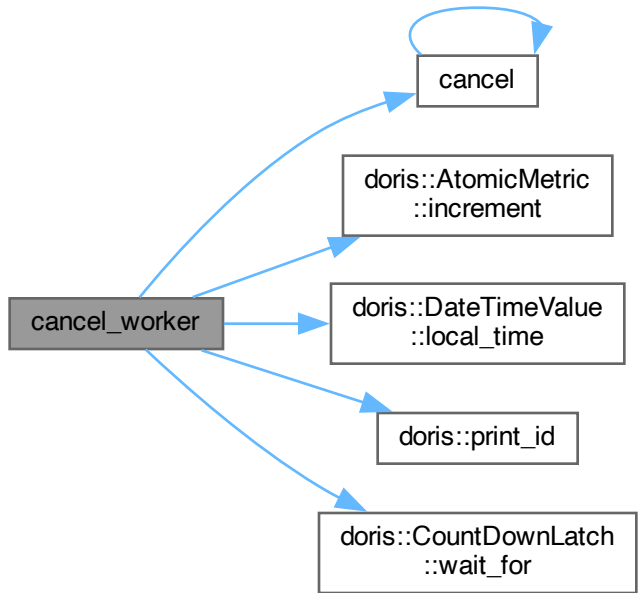 cancel
doris::AtomicMetric
::increment
cancel_worker
doris::DateTimeValue
::local_time
doris::print_id
doris::CountDownLatch
::wait_for